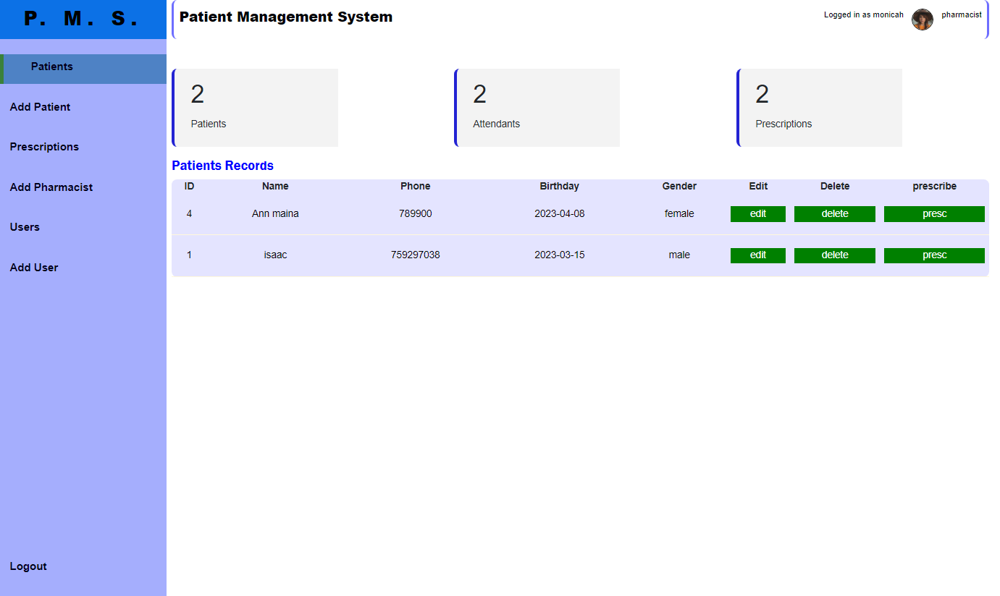 P. M. S.
Patient Management System
Logged in as monicah
pharmacist
Patients
Add Patient
Prescriptions
Add Pharmacist
Users
Add User
Logout
2
Patients
2
Attendants
2
Prescriptions
Patients Records
ID Name Phone Birthday Gender Edit Delete prescribe
4 Ann maina 789900 2023-04-08 female edit delete presc
1 isaac 759297038 2023-03-15 male edit delete presc